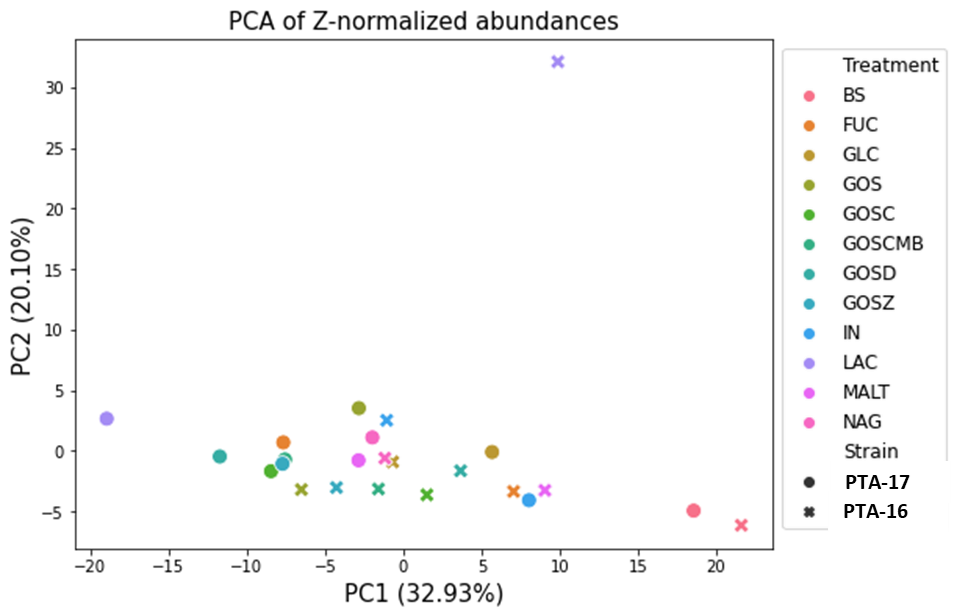 PCA of Z-normalized abundances
PC2 (20.10%)
30
25
20
15
10
5
0
−5
−20
−15
−10
−5
0
5
10
15
20
PC1 (32.93%)
Treatment
BS
FUC
GLC
GOS
GOSC
GOSCMB
GOSD
GOSZ
IN
LAC
MALT
NAG
Strain
PTA-17
PTA-16